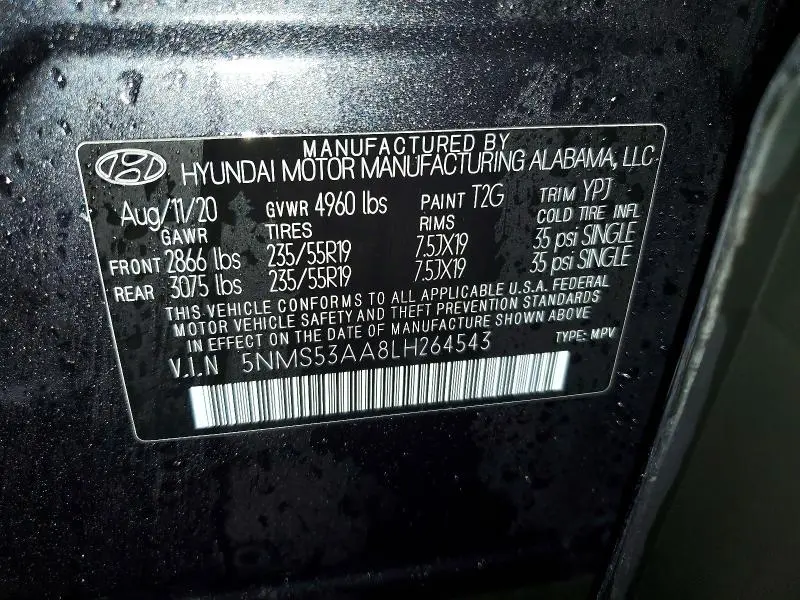 MANUFACTURED BY
HYUNDAI MOTOR MANUFACTURING ALABAMA, LLC
Aug/11/20 GVWR 4960 lbs PAINT T2G TRIM YPJ
GAWR TIRES RIMS COLD TIRE INFL
FRONT 2866 lbs 235/55R19 7.5JX19 35 psi SINGLE
REAR 3075 lbs 235/55R19 7.5JX19 35 psi SINGLE
THIS VEHICLE CONFORMS TO ALL APPLICABLE U.S.A. FEDERAL
MOTOR VEHICLE SAFETY AND THEFT PREVENTION STANDARDS
IN EFFECT ON THE DATE OF MANUFACTURE SHOWN ABOVE.
V.I.N 5NMS53AA8LH264543 TYPE: MPV